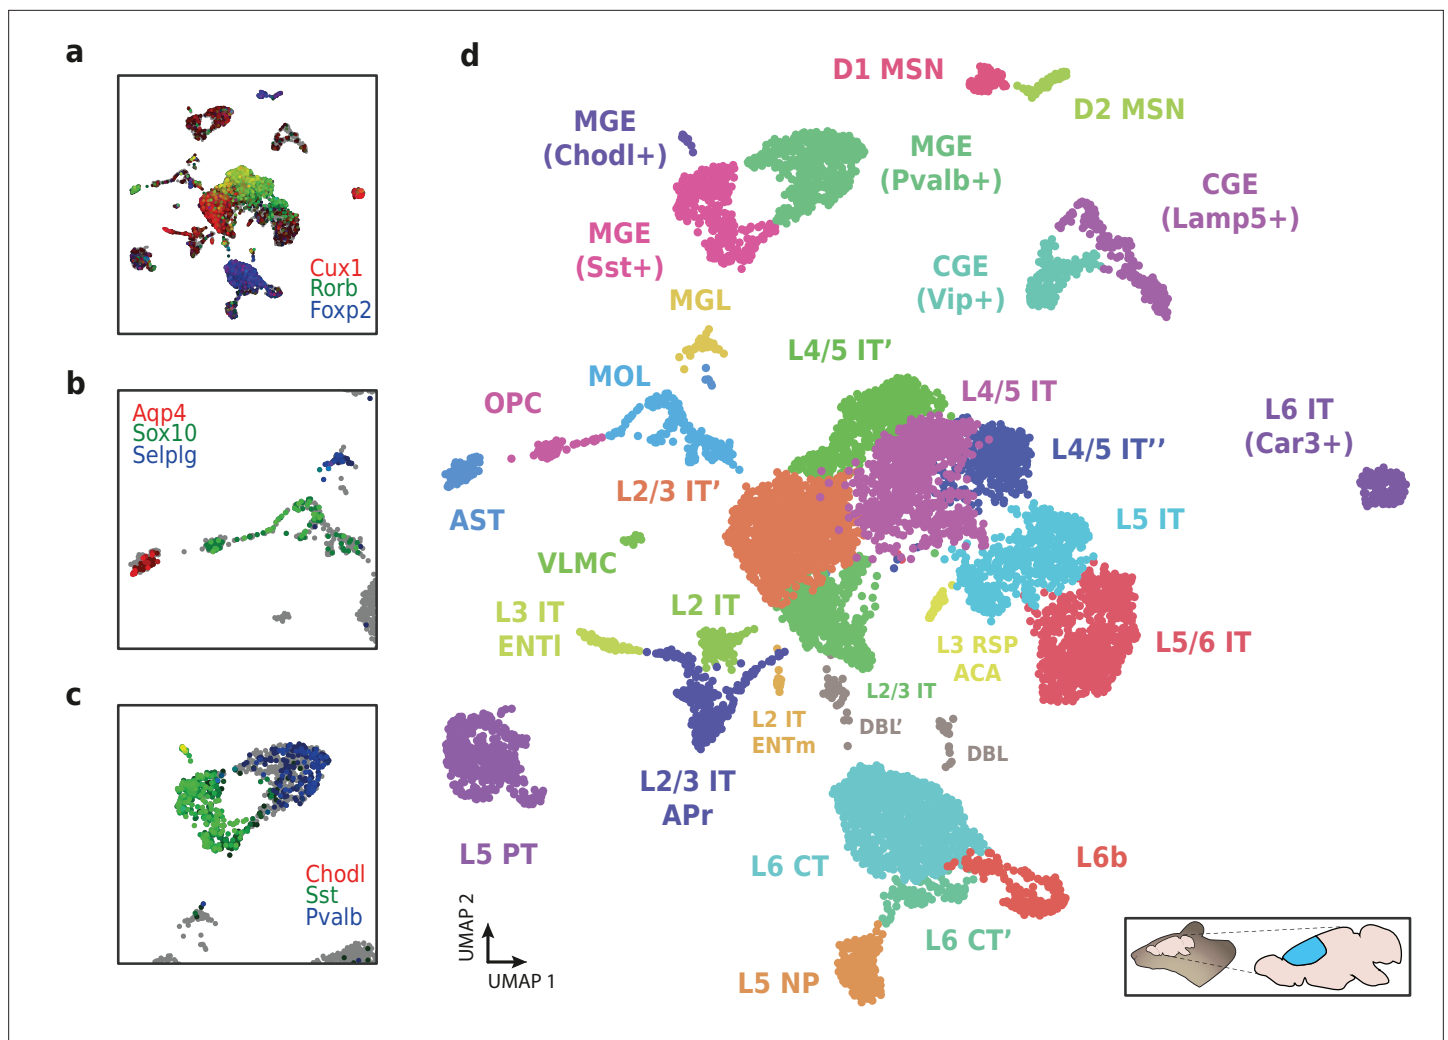 a
Cux1
Rorb
Foxp2
b
Aqp4
Sox10
Selplg
c
Chodl
Sst
Pvalb
d
D1 MSN
D2 MSN
MGE
(Chodl+)
MGE
(Pvalb+)
CGE
(Lamp5+)
MGE
(Sst+)
CGE
(Vip+)
MGL
L4/5 IT’
MOL
L4/5 IT
OPC
L6 IT
(Car3+)
L4/5 IT’’
L2/3 IT’
AST
L5 IT
VLMC
L3 IT
ENTl
L2 IT
L3 RSP
ACA
L5/6 IT
L2/3 IT
L2 IT
ENTm
DBL’
DBL
L2/3 IT
APr
L5 PT
L6 CT
L6b
L6 CT’
L5 NP
UMAP 2
UMAP 1